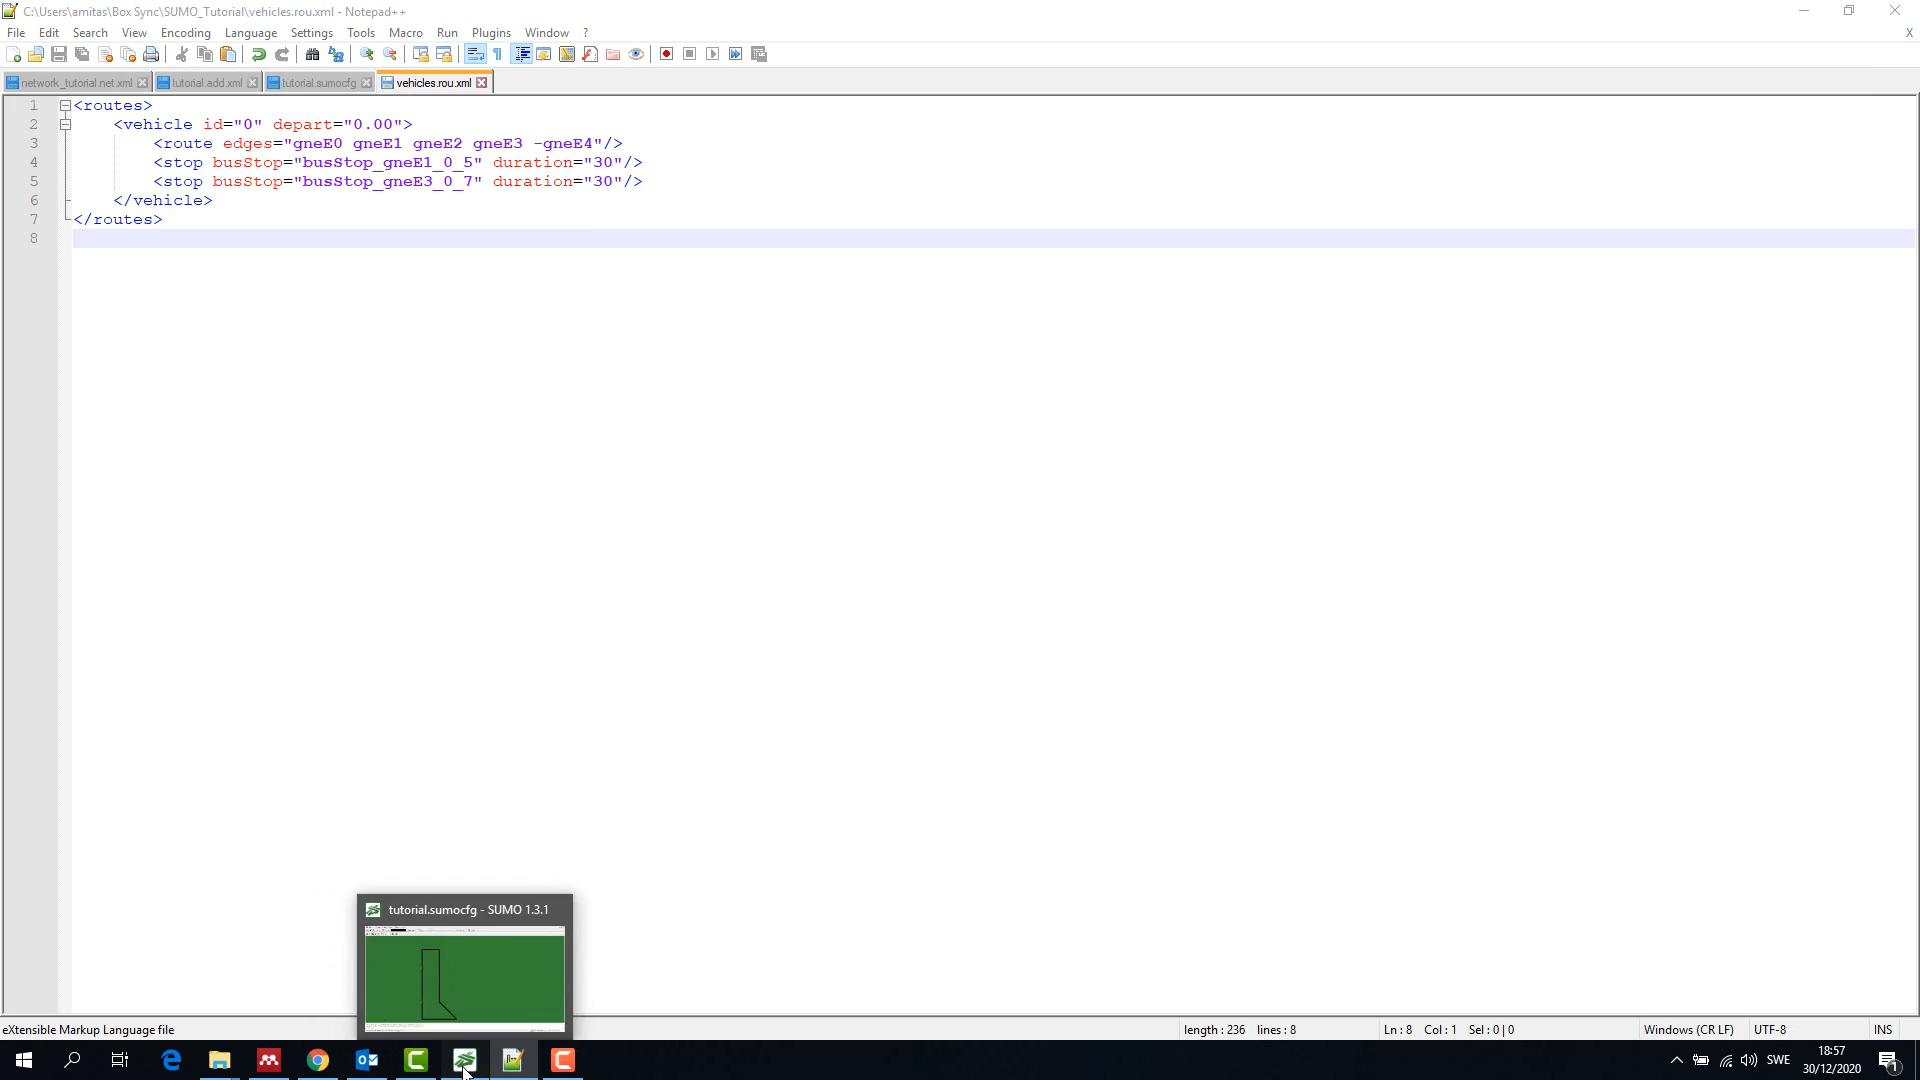 C:\Users\amitas\Box Sync\SUMO_Tutorial\vehicles.rou.xml - Notepad++
File Edit Search View Encoding Language Settings Tools Macro Run Plugins Window ? X
network_tutorial.net.xml tutorial.add.xml tutorial.sumocfg vehicles.rou.xml
1 <routes>
2 <vehicle id="0" depart="0.00">
3 <route edges="gneE0 gneE1 gneE2 gneE3 -gneE4"/>
4 <stop busStop="busStop_gneE1_0_5" duration="30"/>
5 <stop busStop="busStop_gneE3_0_7" duration="30"/>
6 </vehicle>
7 </routes>
8
tutorial.sumocfg - SUMO 1.3.1
eXtensible Markup Language file length : 236 lines : 8 Ln : 8 Col : 1 Sel : 0 | 0 Windows (CR LF) UTF-8 INS
SWE 18:57
30/12/2020